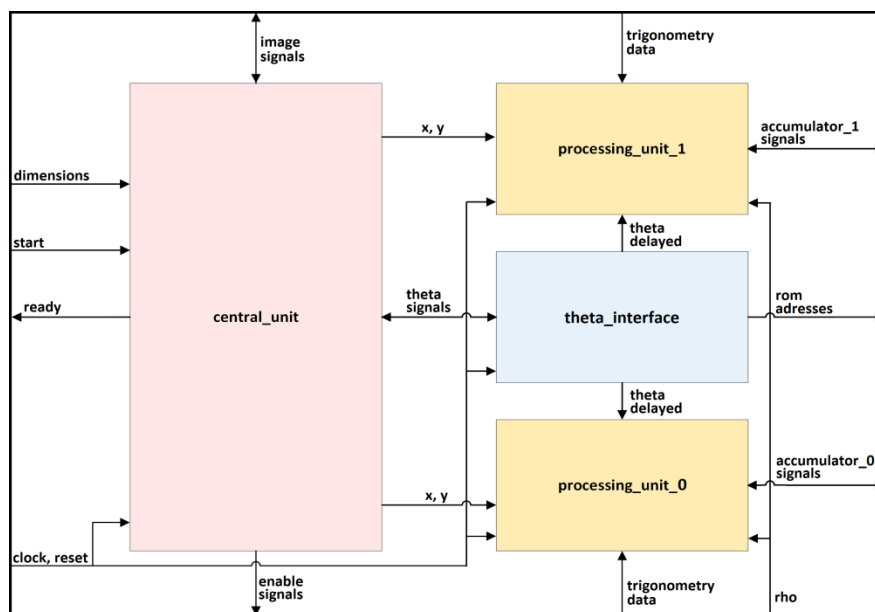 image
signals
trigonometry
data
x, y
processing_unit_1
accumulator_1
signals
dimensions
start
theta
delayed
ready
central_unit
theta
signals
theta_interface
rom
adresses
theta
delayed
x, y
processing_unit_0
accumulator_0
signals
clock, reset
enable
signals
trigonometry
data
rho